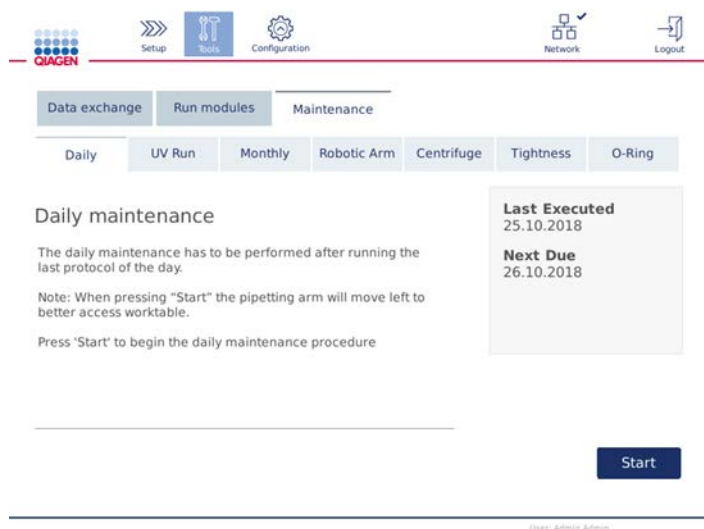 QIAGEN
Setup
Tools
Configuration
Network
Logout
Data exchange
Run modules
Maintenance
Daily
UV Run
Monthly
Robotic Arm
Centrifuge
Tightness
O-Ring
Daily maintenance
The daily maintenance has to be performed after running the
last protocol of the day.
Note: When pressing “Start” the pipetting arm will move left to
better access worktable.
Press 'Start' to begin the daily maintenance procedure
Last Executed
25.10.2018
Next Due
26.10.2018
Start
User: Admin Admin